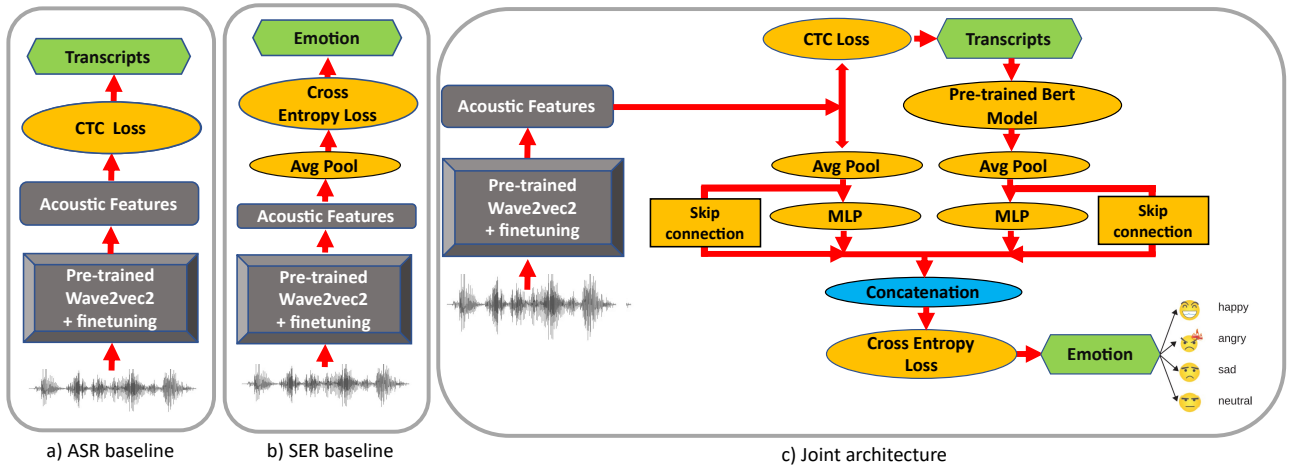 Transcripts
CTC Loss
Acoustic Features
Pre-trained
Wave2vec2
+ finetuning
a) ASR baseline
Emotion
Cross
Entropy Loss
Avg Pool
Acoustic Features
Pre-trained
Wave2vec2
+ finetuning
b) SER baseline
CTC Loss
Transcripts
Acoustic Features
Pre-trained Bert
Model
Pre-trained
Wave2vec2
+ finetuning
Avg Pool
Avg Pool
Skip
connection
MLP
MLP
Skip
connection
Concatenation
Cross Entropy
Loss
Emotion
happy
angry
sad
neutral
c) Joint architecture